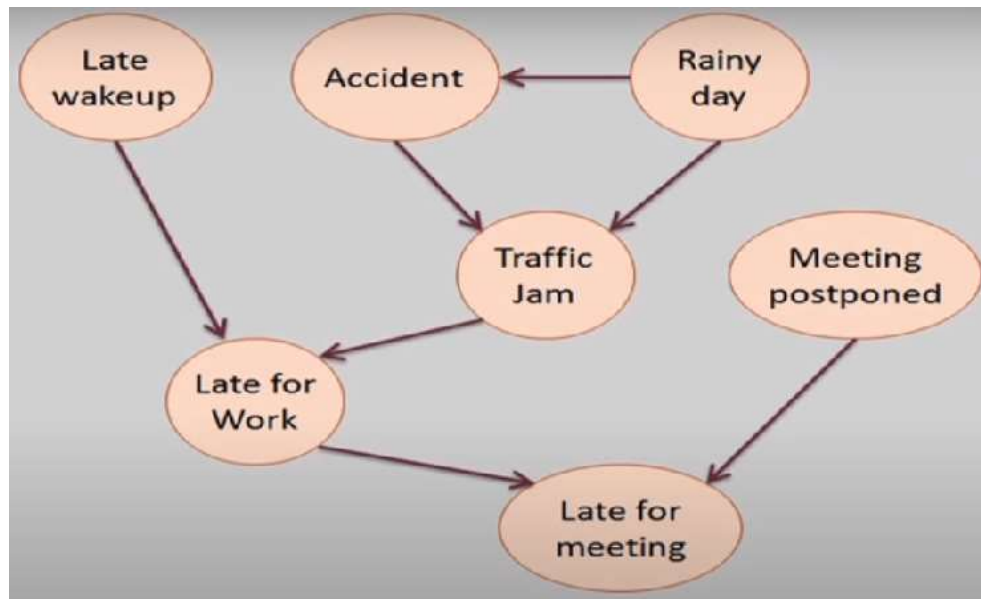 Late
wakeup
Accident
Rainy
day
Traffic
Jam
Meeting
postponed
Late for
Work
Late for
meeting